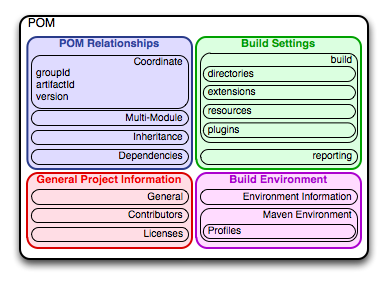 POM
POM Relationships
Coordinate
groupId
artifactId
version
Multi-Module
Inheritance
Dependencies
Build Settings
build
directories
extensions
resources
plugins
reporting
General Project Information
General
Contributors
Licenses
Build Environment
Environment Information
Maven Environment
Profiles